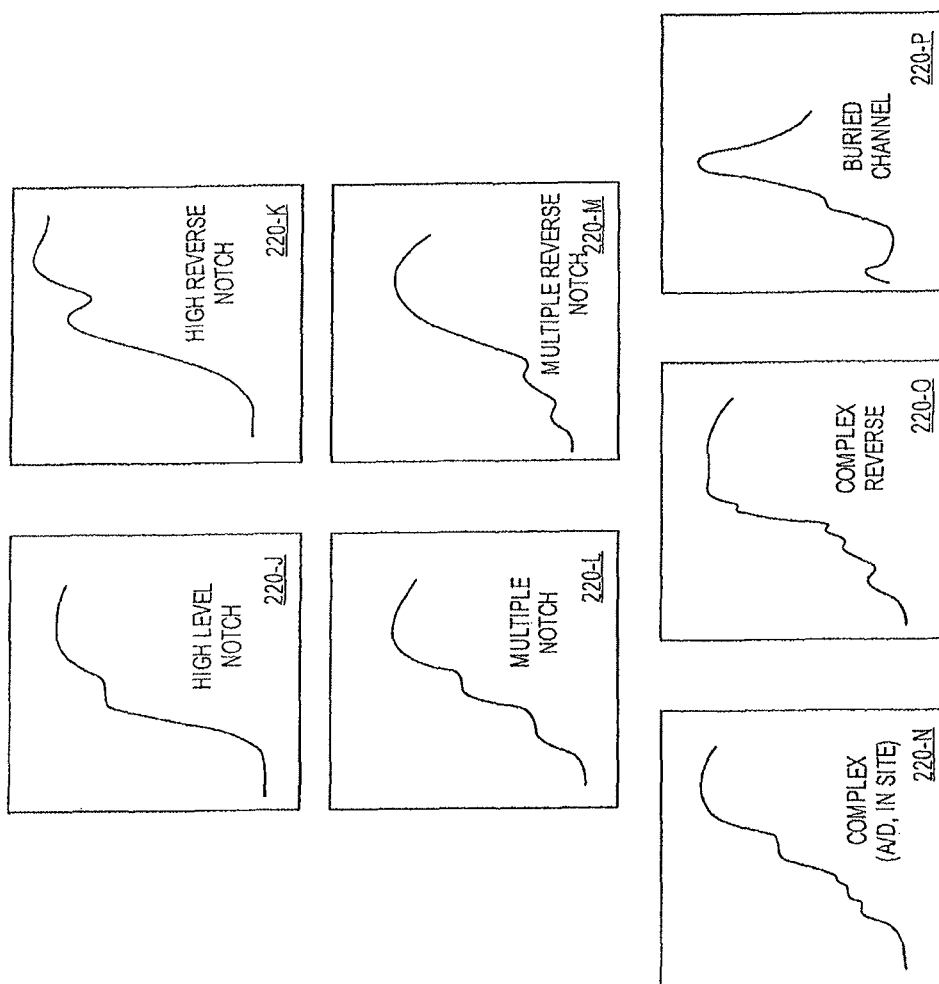 HIGH LEVEL
NOTCH
220-J
HIGH REVERSE
NOTCH
220-K
MULTIPLE
NOTCH
220-L
MULTIPLE REVERSE
NOTCH
220-M
COMPLEX
(A/D, IN SITE)
220-N
COMPLEX
REVERSE
220-O
BURIED
CHANNEL
220-P